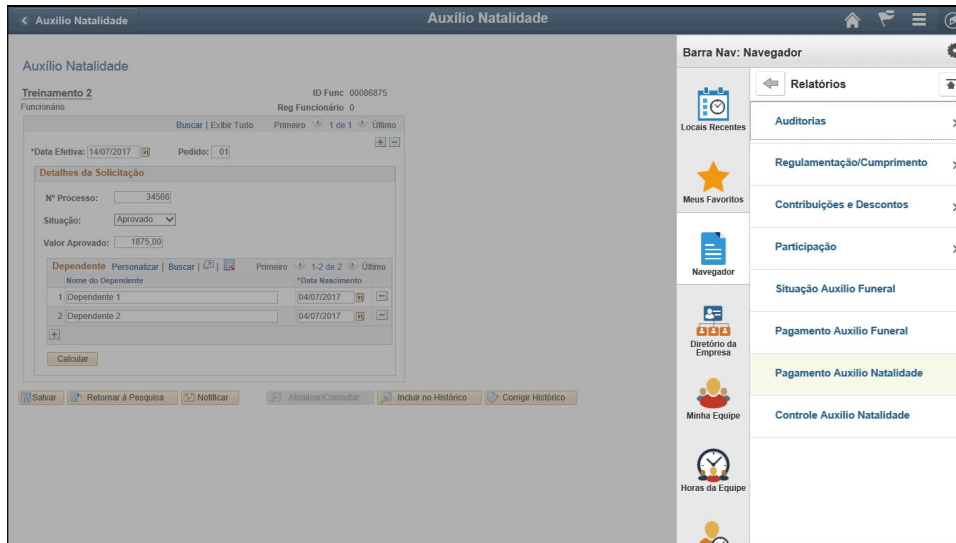 Auxílio Natalidade
Auxílio Natalidade
Auxílio Natalidade
Treinamento 2
ID Func 00086875
Funcionário
Reg Funcionário 0
Buscar | Exibir Tudo Primeiro 1 de 1 Último
*Data Efetiva: 14/07/2017 Pedido: 01
Detalhes da Solicitação
Nº Processo: 34566
Situação: Aprovado
Valor Aprovado: 1875,00
Dependente Personalizar | Buscar | Primeiro 1-2 de 2 Último
Nome do Dependente *Data Nascimento
1 Dependente 1 04/07/2017
2 Dependente 2 04/07/2017
Calcular
Salvar Retornar à Pesquisa Notificar Atualizar/Consultar Incluir no Histórico Corrigir Histórico
Barra Nav: Navegador
Locais Recentes
Meus Favoritos
Navegador
Diretório da
Empresa
Minha Equipe
Horas da Equipe
Relatórios
Auditorias
Regulamentação/Cumprimento
Contribuições e Descontos
Participação
Situação Auxilio Funeral
Pagamento Auxilio Funeral
Pagamento Auxílio Natalidade
Controle Auxílio Natalidade